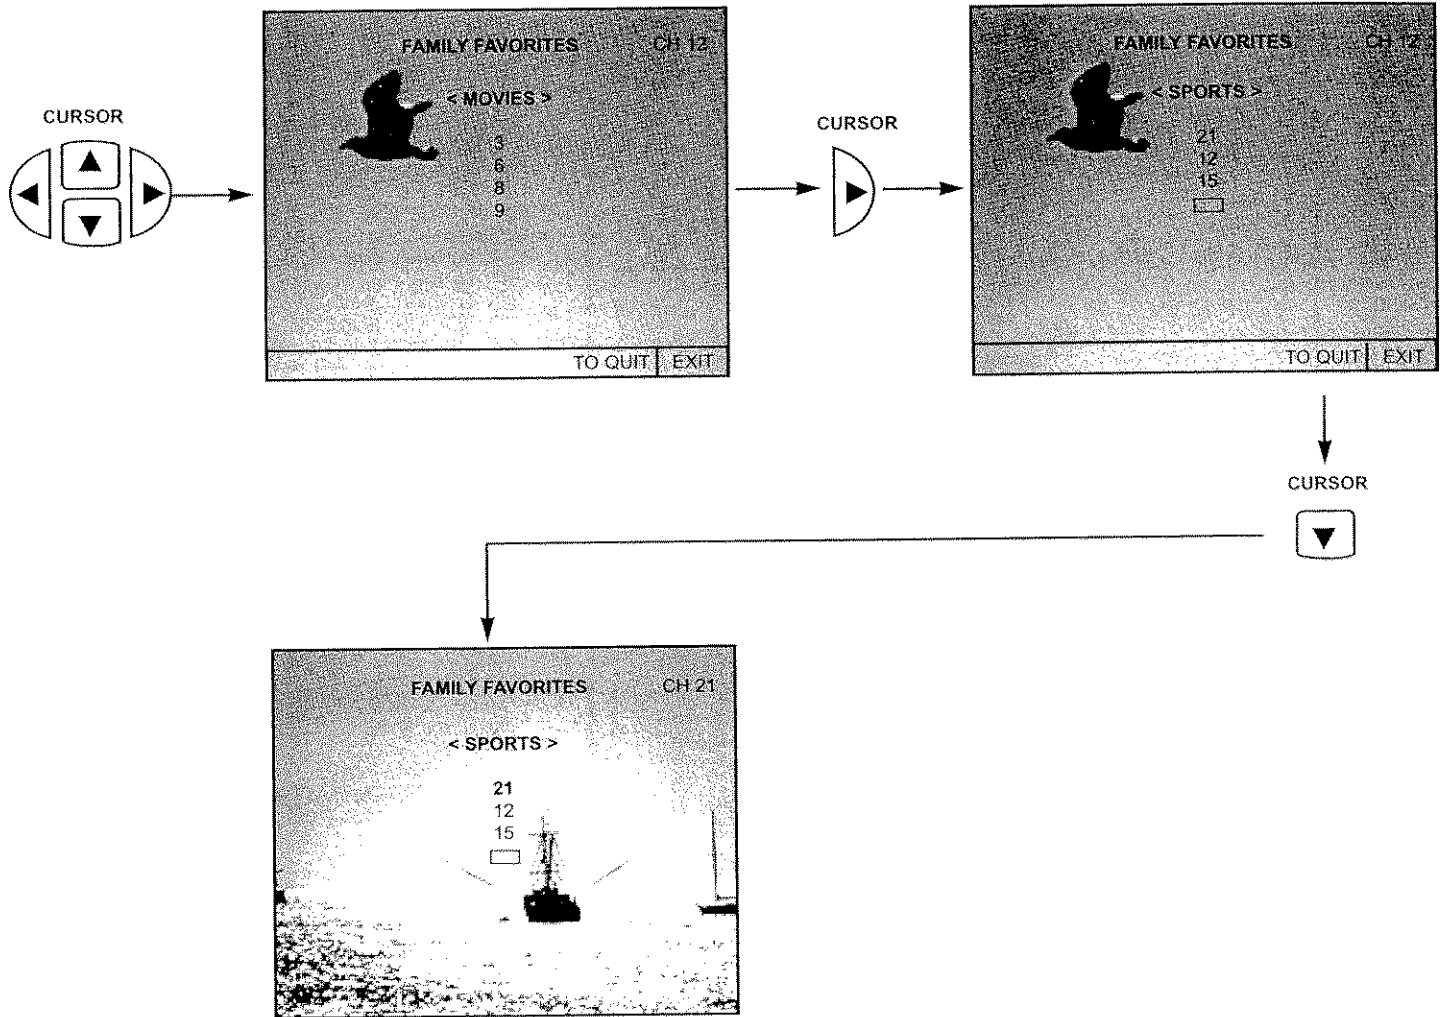 CURSOR
FAMILY FAVORITES CH 12
< MOVIES >
3
6
8
9
TO QUIT EXIT
CURSOR
FAMILY FAVORITES CH 12
< SPORTS >
21
12
15
TO QUIT EXIT
CURSOR
FAMILY FAVORITES CH 21
< SPORTS >
21
12
15